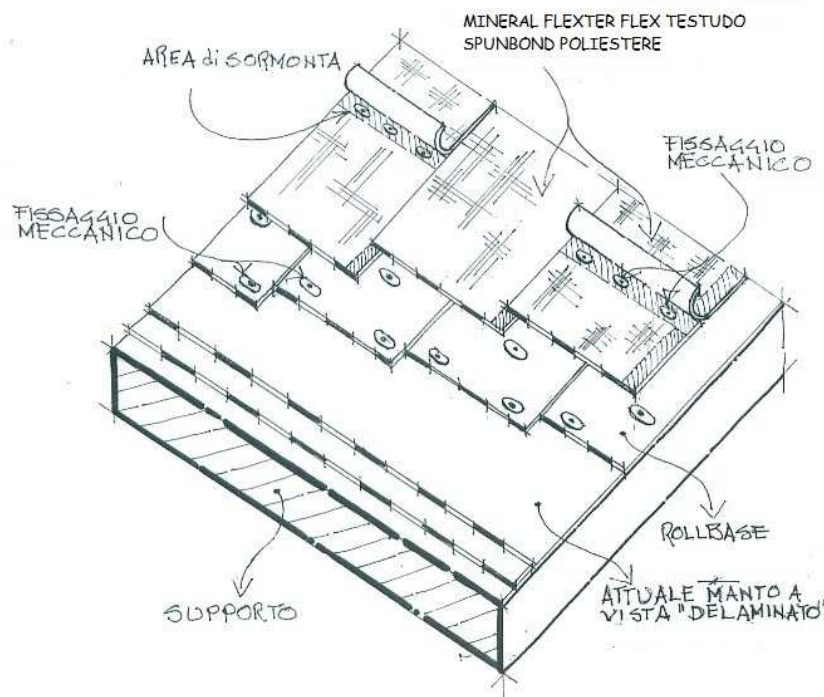 MINERAL FLEXTER FLEX TESTUDO
SPUNBOND POLIESTERE
AREA di SORMONTA
FISSAGGIO
MECCANICO
FISSAGGIO
MECCANICO
ROLLBASE
ATTUALE MANTO A
VISTA "DELAMINATO"
SUPPORTO